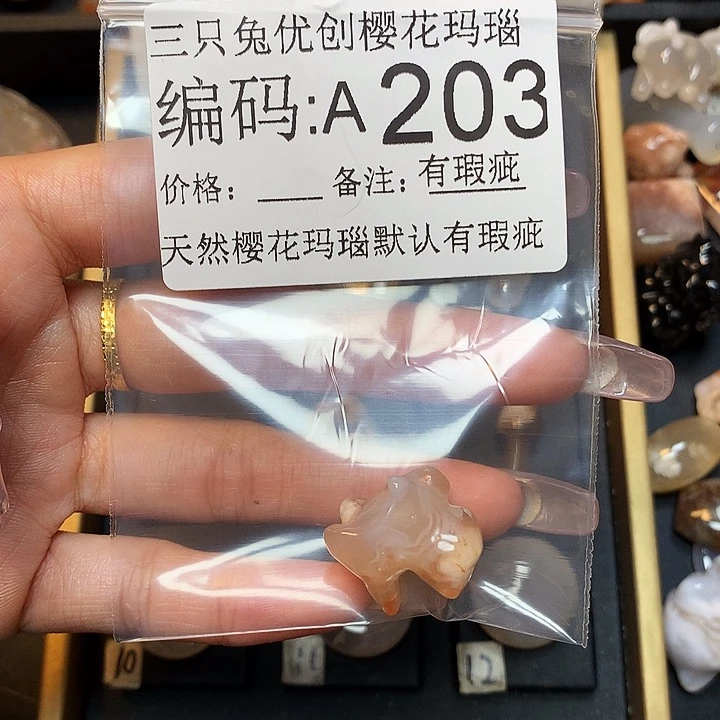 三只兔优创樱花玛瑙
编码:A 203
价格: ___ 备注: 有瑕疵
天然樱花玛瑙默认有瑕疵
10
12